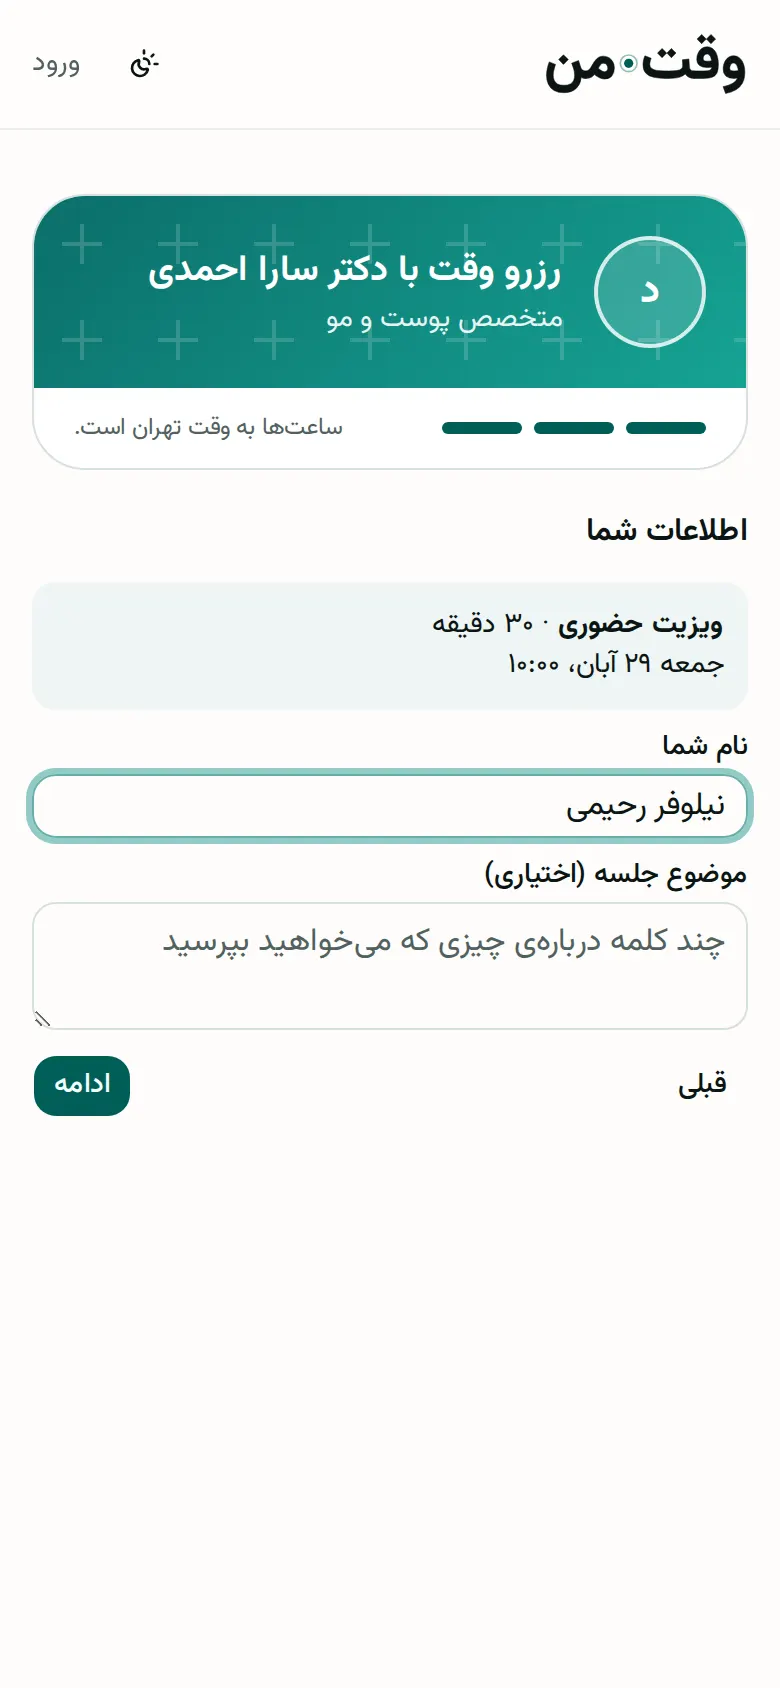 وقت من
ورود
د
رزرو وقت با دکتر سارا احمدی
متخصص پوست و مو
ساعت‌ها به وقت تهران است.
اطلاعات شما
ویزیت حضوری · ۳۰ دقیقه
جمعه ۲۹ آبان، ۱۰:۰۰
نام شما
نیلوفر رحیمی
موضوع جلسه (اختیاری)
چند کلمه درباره‌ی چیزی که می‌خواهید بپرسید
قبلی
ادامه